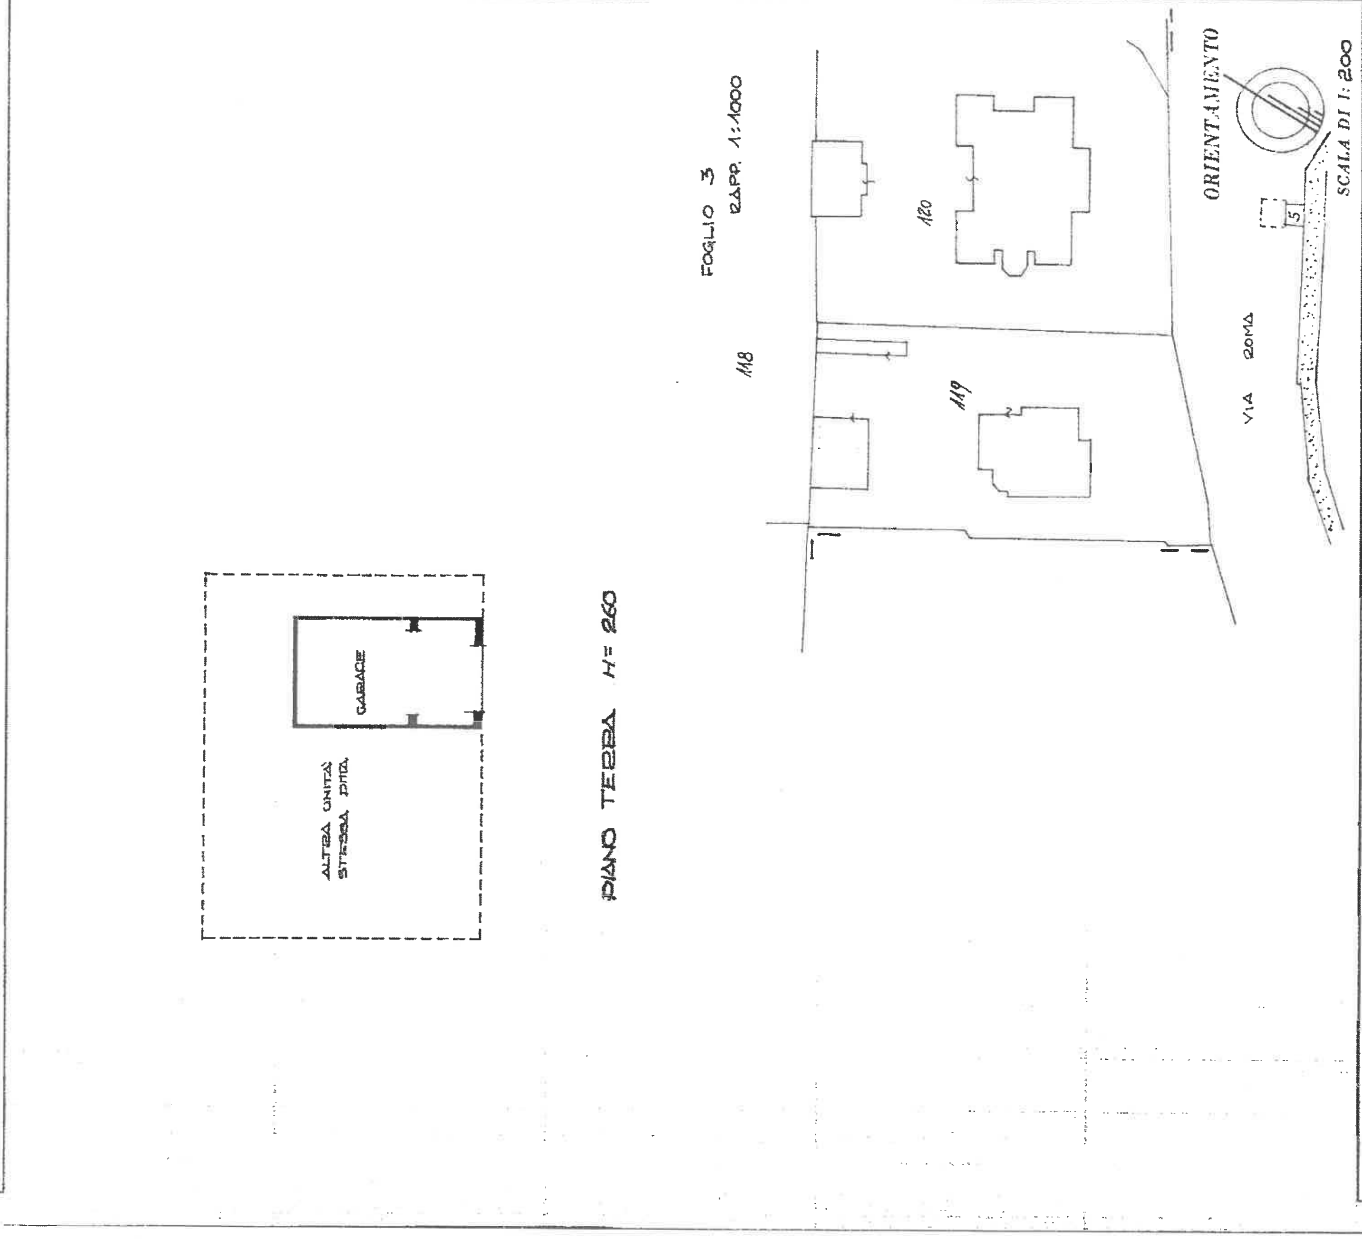 ALTRA UNITÀ
STESSA DITTA
GARAGE
PIANO TERRA H= 260
FOGLIO 3
RAPP. 1:1000
118
119
120
VIA ROMA
5
ORIENTAMENTO
SCALA DI 1: 200